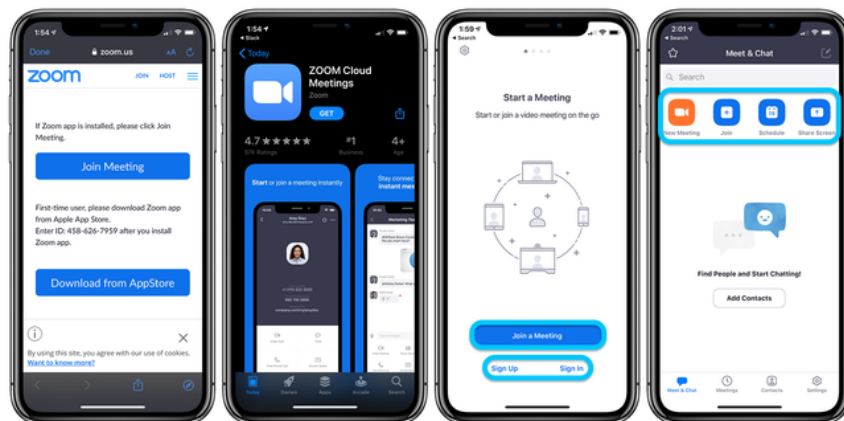 1:54
Done
zoom.us
AA
zoom
JOIN
HOST
If Zoom app is installed, please click Join
Meeting.
Join Meeting
First-time user, please download Zoom app
from Apple App Store.
Enter ID: 458-626-7959 after you install
Zoom app.
Download from AppStore
By using this site, you agree with our use of cookies.
Want to know more?
1:54
Today
ZOOM Cloud
Meetings
Zoom
GET
4.7
#1
4+
57K Ratings
Business
Age
Start or join a meeting instantly
Stay connec
instant mes
Today
Games
Apps
Arcade
Search
1:59
Search
Start a Meeting
Start or join a video meeting on the go
Join a Meeting
Sign Up
Sign In
2:01
Search
Meet & Chat
Search
New Meeting
Join
Schedule
Share Screen
Find People and Start Chatting!
Add Contacts
Meet & Chat
Meetings
Contacts
Settings